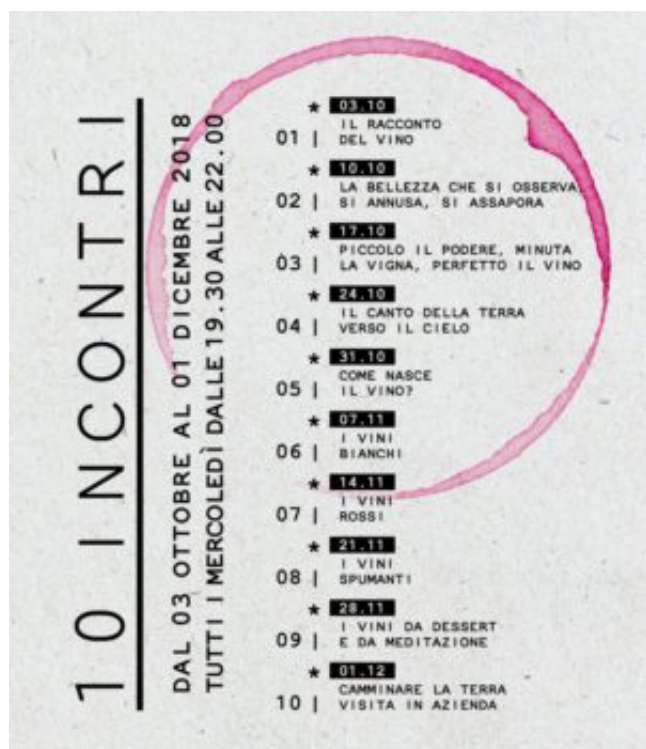 10 INCONTRI
DAL 03 OTTOBRE AL 01 DICEMBRE 2018
TUTTI I MERCOLEDÌ DALLE 19.30 ALLE 22.00
* 03.10
01 | IL RACCONTO
DEL VINO
* 10.10
02 | LA BELLEZZA CHE SI OSSERVA,
SI ANNUSA, SI ASSAPORA
* 17.10
03 | PICCOLO IL PODERE, MINUTA
LA VIGNA, PERFETTO IL VINO
* 24.10
04 | IL CANTO DELLA TERRA
VERSO IL CIELO
* 31.10
05 | COME NASCE
IL VINO?
* 07.11
06 | I VINI
BIANCHI
* 14.11
07 | I VINI
ROSSI
* 21.11
08 | I VINI
SPUMANTI
* 28.11
09 | I VINI DA DESSERT
E DA MEDITAZIONE
* 01.12
10 | CAMMINARE LA TERRA
VISITA IN AZIENDA